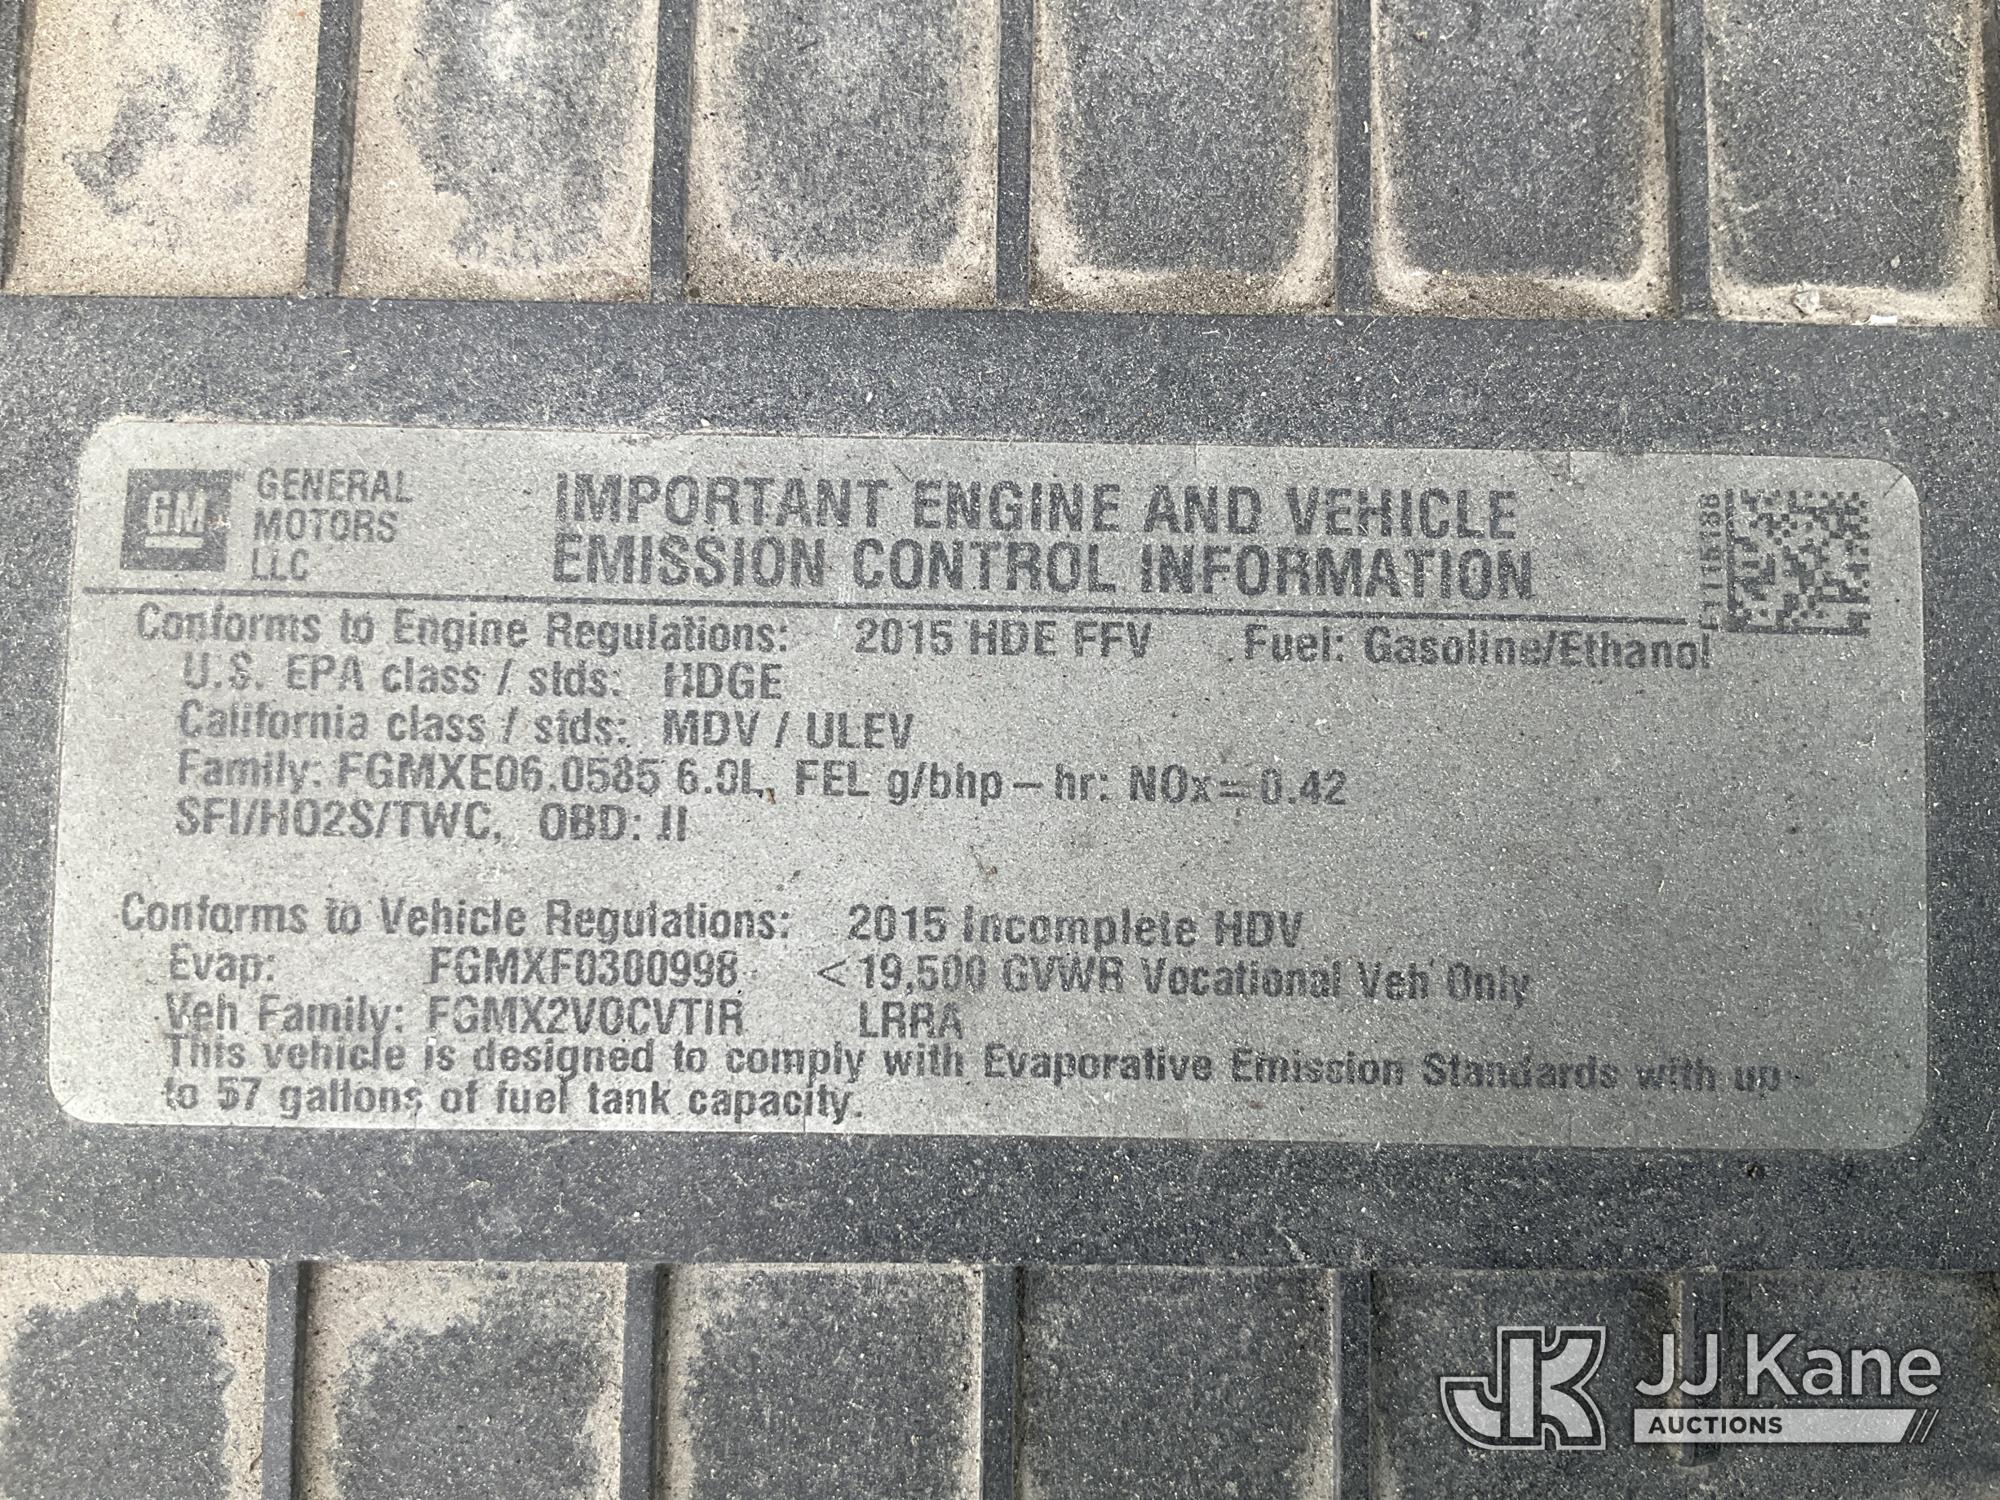 GM GENERAL MOTORS LLC
IMPORTANT ENGINE AND VEHICLE
EMISSION CONTROL INFORMATION
Conforms to Engine Regulations: 2015 HDE FFV Fuel: Gasoline/Ethanol
U.S. EPA class / stds: HDGE
California class / stds: MDV / ULEV
Family: FGMXE06.0585 6.0L, FEL g/bhp - hr: NOx = 0.42
SFI/HO2S/TWC, OBD: II
Conforms to Vehicle Regulations: 2015 Incomplete HDV
Evap: FGMXF0300998 <19,500 GVWR Vocational Veh Only
Veh Family: FGMX2VOCVTIR LRRA
This vehicle is designed to comply with Evaporative Emission Standards with up
to 57 gallons of fuel tank capacity.
JK JJ Kane
AUCTIONS